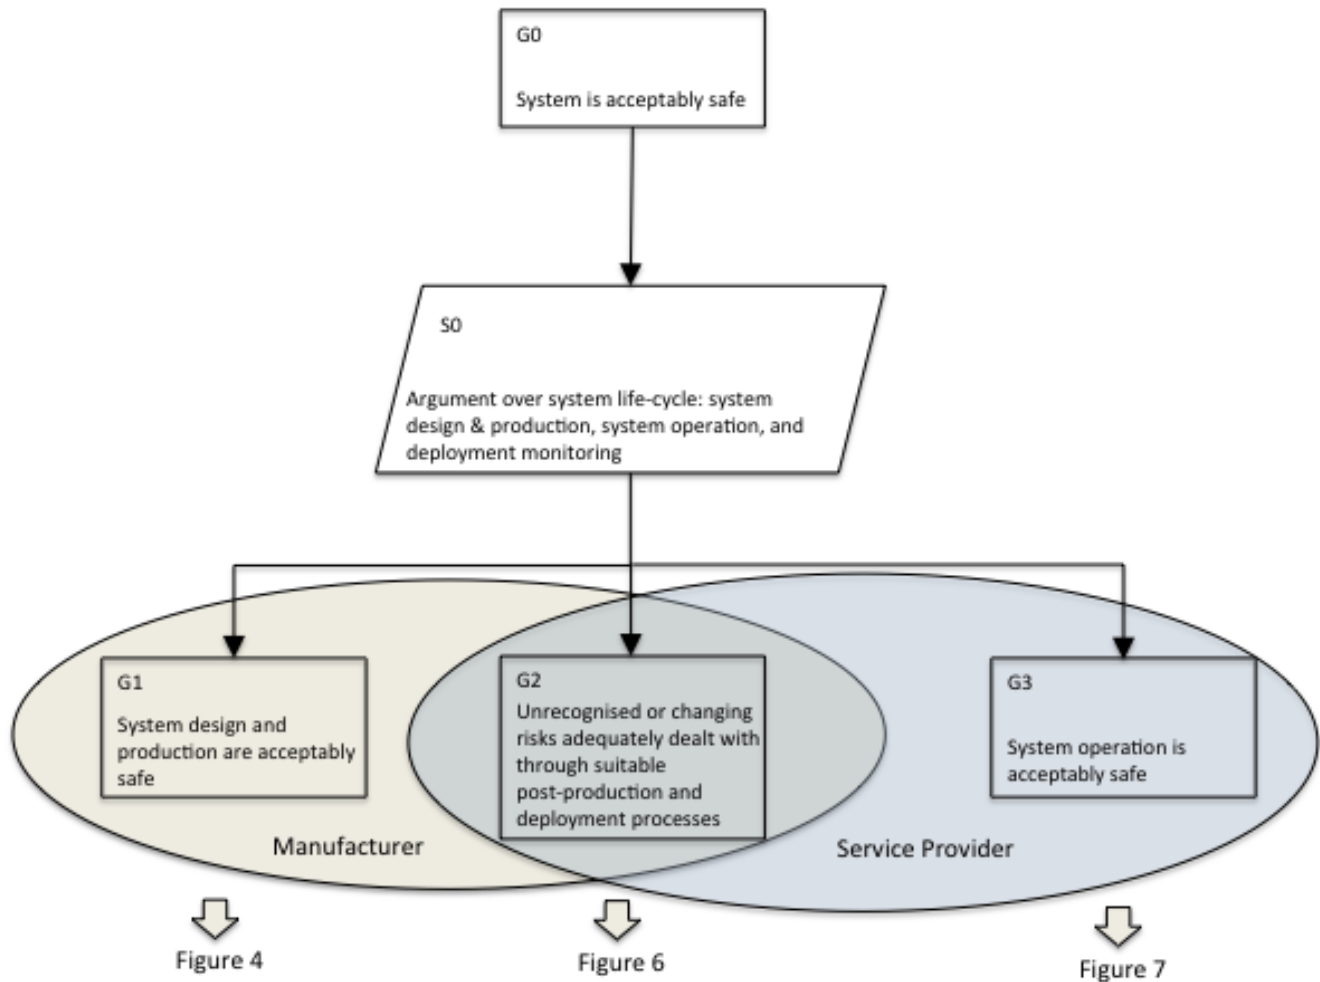 G0
System is acceptably safe
S0
Argument over system life-cycle: system
design & production, system operation, and
deployment monitoring
G1
System design and
production are acceptably
safe
G2
Unrecognised or changing
risks adequately dealt with
through suitable
post-production and
deployment processes
G3
System operation is
acceptably safe
Manufacturer
Service Provider
Figure 4
Figure 6
Figure 7